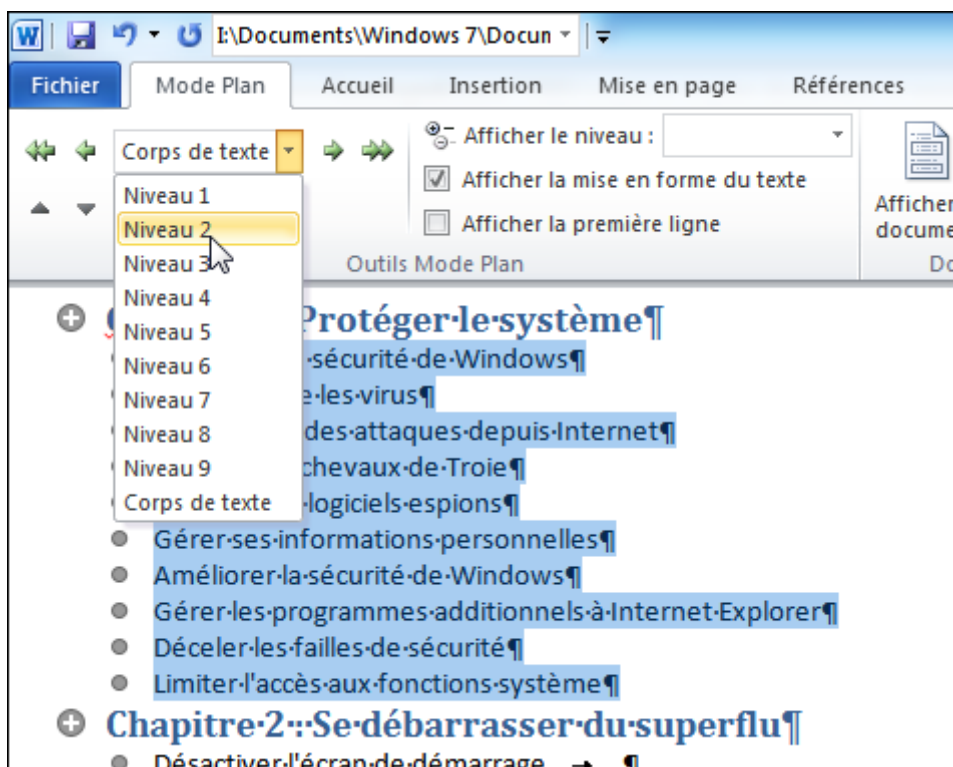 I:\Documents\Windows 7\Docun
Fichier Mode Plan Accueil Insertion Mise en page Références
Corps de texte Afficher le niveau :
Afficher la mise en forme du texte
Afficher la première ligne
Afficher
docume
Outils Mode Plan Do
Niveau 1
Niveau 2
Niveau 3
Niveau 4
Niveau 5
Niveau 6
Niveau 7
Niveau 8
Niveau 9
Corps de texte
Protéger·le·système¶
·sécurité·de·Windows¶
·les·virus¶
des·attaques·depuis·Internet¶
chevaux·de·Troie¶
·logiciels·espions¶
Gérer·ses·informations·personnelles¶
Améliorer·la·sécurité·de·Windows¶
Gérer·les·programmes·additionnels·à·Internet·Explorer¶
Déceler·les·failles·de·sécurité¶
Limiter·l'accès·aux·fonctions·système¶
Chapitre·2·:·Se·débarrasser·du·superflu¶
Désactiver·l'écran·de·démarrage → ¶